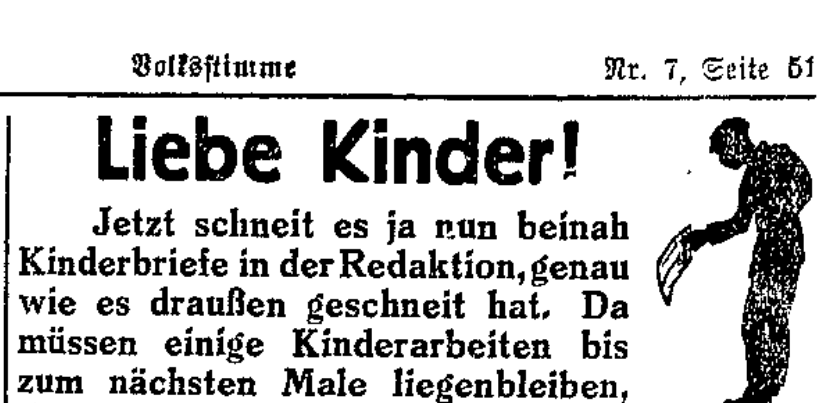 Volksstimme
Nr. 7, Seite 51
Liebe Kinder!
Jetzt schneit es ja nun beinah
Kinderbriefe in der Redaktion, genau
wie es draußen geschneit hat. Da
müssen einige Kinderarbeiten bis
zum nächsten Male liegenbleiben,